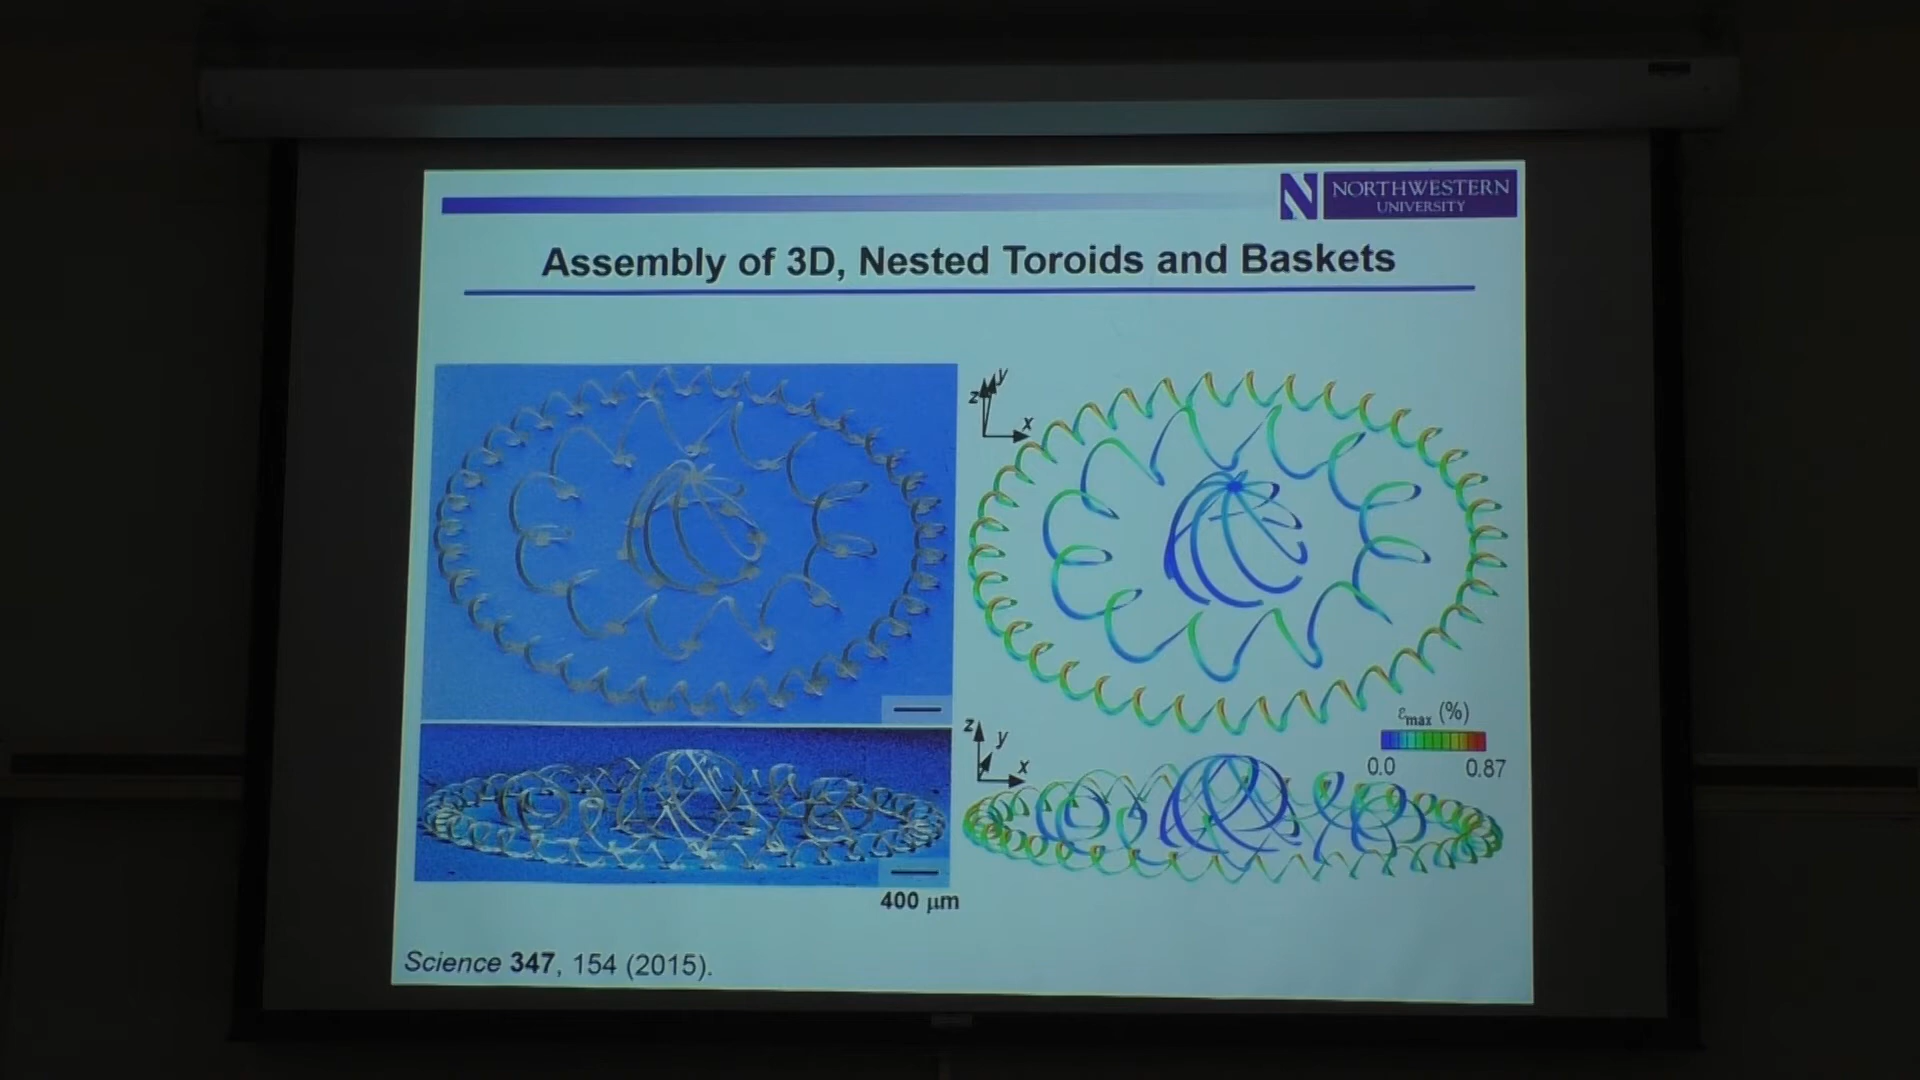 NORTHWESTERN
UNIVERSITY
Assembly of 3D, Nested Toroids and Baskets
z y
x
εmax (%)
0.0 0.87
z
y
x
400 μm
Science 347, 154 (2015).